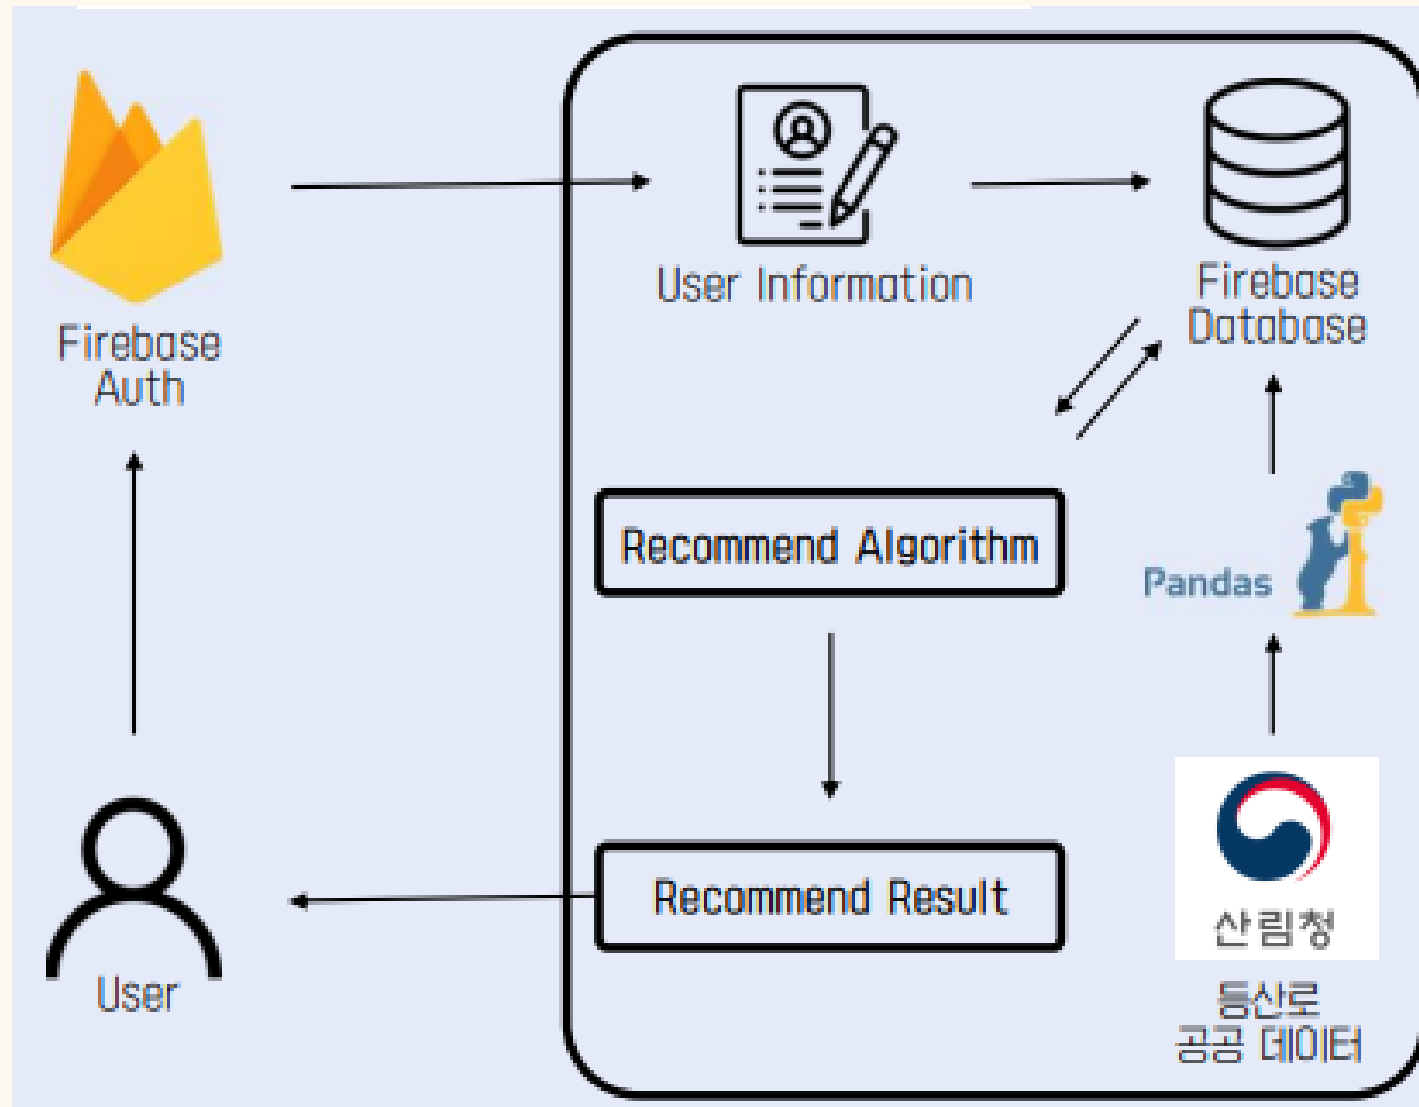 User Information
Firebase
Database
Firebase
Auth
Recommend Algorithm
Pandas
Recommend Result
산림청
User
등산로
공공 데이터